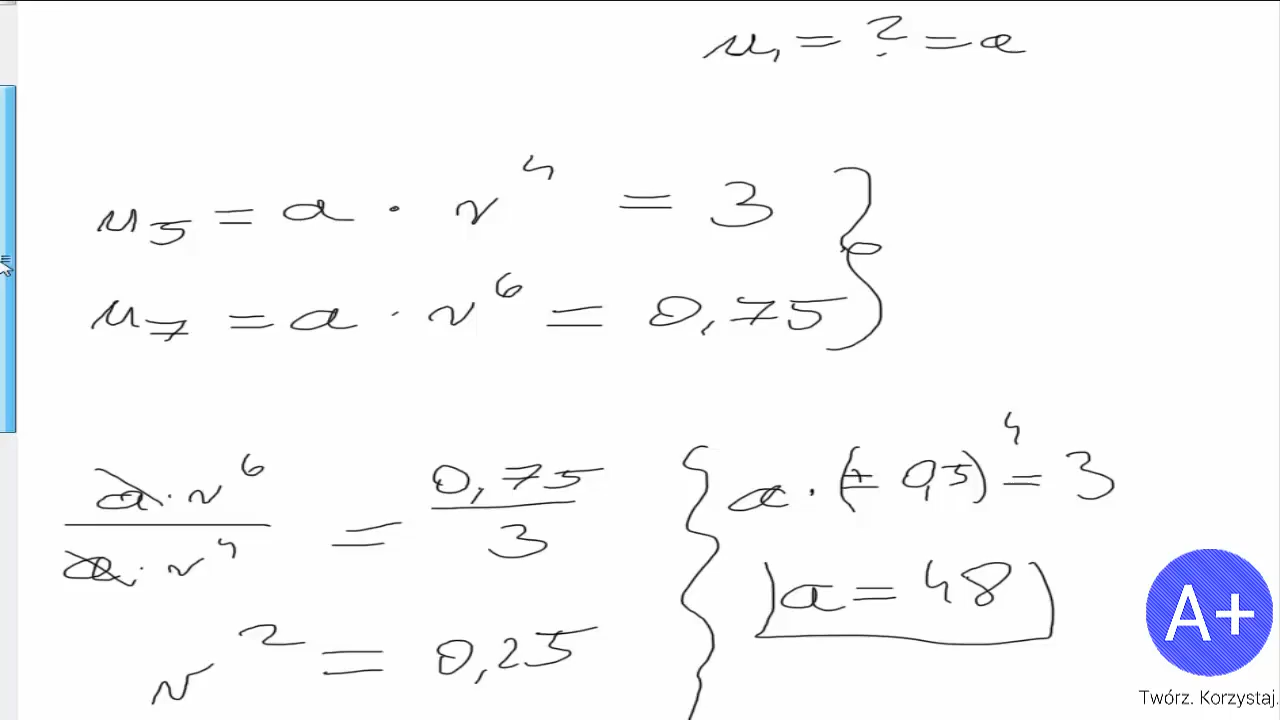 u₁ = ? = a
u₅ = a · r⁴ = 3
u₇ = a · r⁶ = 0,75
a · r⁶ / a · r⁴ = 0,75 / 3
r² = 0,25
a · (± 0,5)⁴ = 3
a = 48
A+
Twórz. Korzystaj.